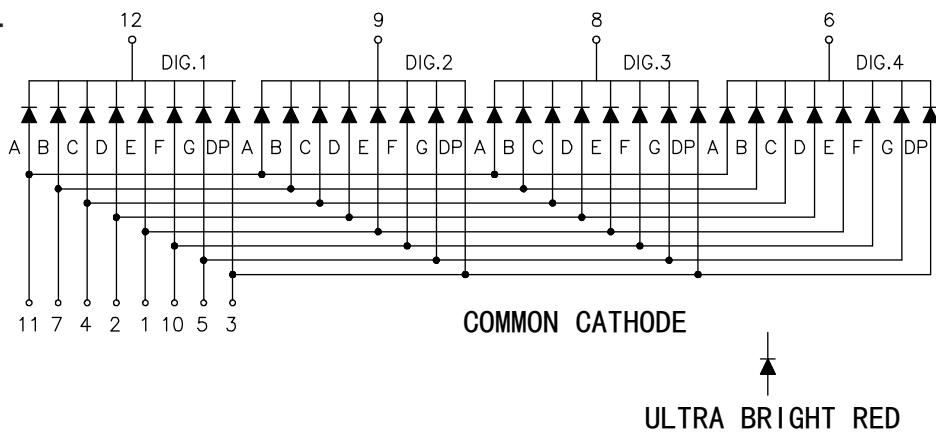 12 9 8 6
DIG.1 DIG.2 DIG.3 DIG.4
A B C D E F G DP A B C D E F G DP A B C D E F G DP A B C D E F G DP
11 7 4 2 1 10 5 3
COMMON CATHODE
ULTRA BRIGHT RED